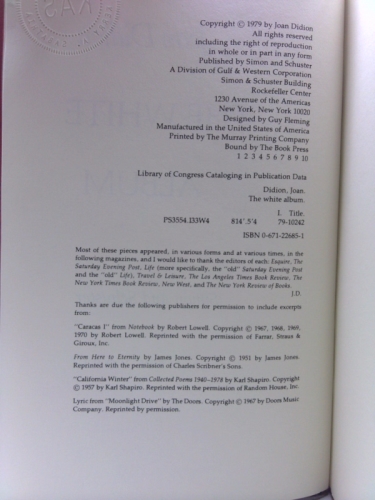 Copyright © 1979 by Joan Didion
All rights reserved
including the right of reproduction
in whole or in part in any form
Published by Simon and Schuster
A Division of Gulf & Western Corporation
Simon & Schuster Building
Rockefeller Center
1230 Avenue of the Americas
New York, New York 10020
Designed by Guy Fleming
Manufactured in the United States of America
Printed by The Murray Printing Company
Bound by The Book Press
1 2 3 4 5 6 7 8 9 10
Library of Congress Cataloging in Publication Data
Didion, Joan.
The white album.
I. Title.
PS3554.I33W4 814'.5'4 79-10242
ISBN 0-671-22685-1
Most of these pieces appeared, in various forms and at various times, in the
following magazines, and I would like to thank the editors of each: Esquire, The
Saturday Evening Post, Life (more specifically, the "old" Saturday Evening Post
and the "old" Life), Travel & Leisure, The Los Angeles Times Book Review, The
New York Times Book Review, New West, and The New York Review of Books.
J.D.
Thanks are due the following publishers for permission to include excerpts
from:
"Caracas I" from Notebook by Robert Lowell. Copyright © 1967, 1968, 1969,
1970 by Robert Lowell. Reprinted with the permission of Farrar, Straus &
Giroux, Inc.
From Here to Eternity by James Jones. Copyright © 1951 by James Jones.
Reprinted with the permission of Charles Scribner's Sons.
"California Winter" from Collected Poems 1940–1978 by Karl Shapiro. Copyright
© 1957 by Karl Shapiro. Reprinted with the permission of Random House, Inc.
Lyric from "Moonlight Drive" by The Doors. Copyright © 1967 by Doors Music
Company. Reprinted by permission.